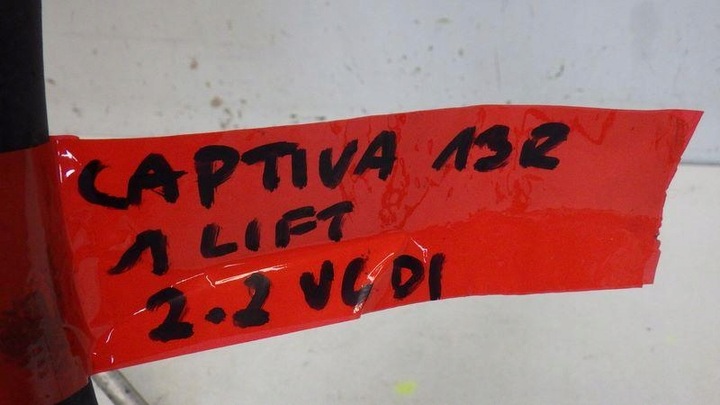 CAPTIVA 13R
1 LIFT
2.2 VCDI